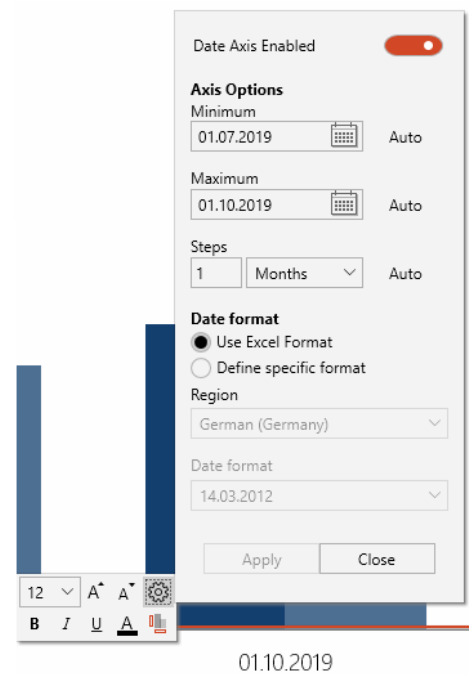 Date Axis Enabled
Axis Options
Minimum
01.07.2019 Auto
Maximum
01.10.2019 Auto
Steps
1 Months Auto
Date format
Use Excel Format
Define specific format
Region
German (Germany)
Date format
14.03.2012
Apply Close
12 A A
B I U A
01.10.2019